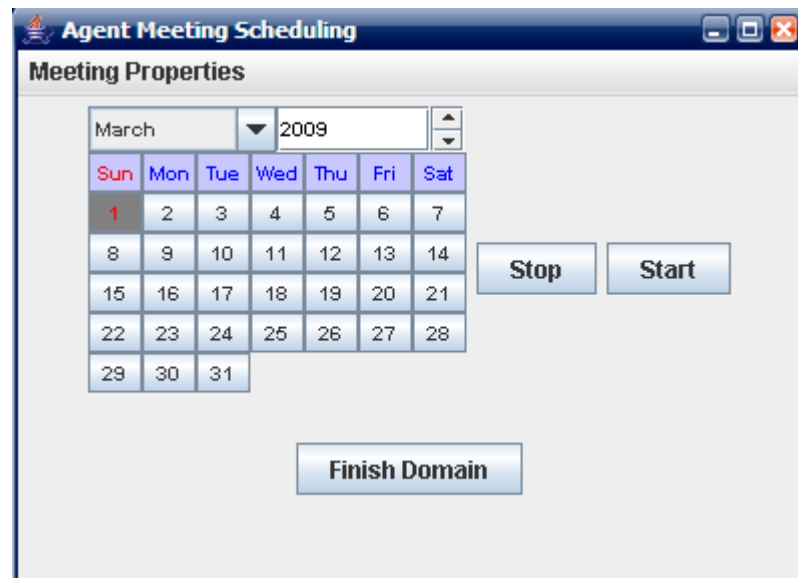 Agent Meeting Scheduling
Meeting Properties
March 2009
Sun Mon Tue Wed Thu Fri Sat
1 2 3 4 5 6 7
8 9 10 11 12 13 14
15 16 17 18 19 20 21
22 23 24 25 26 27 28
29 30 31
Stop Start
Finish Domain